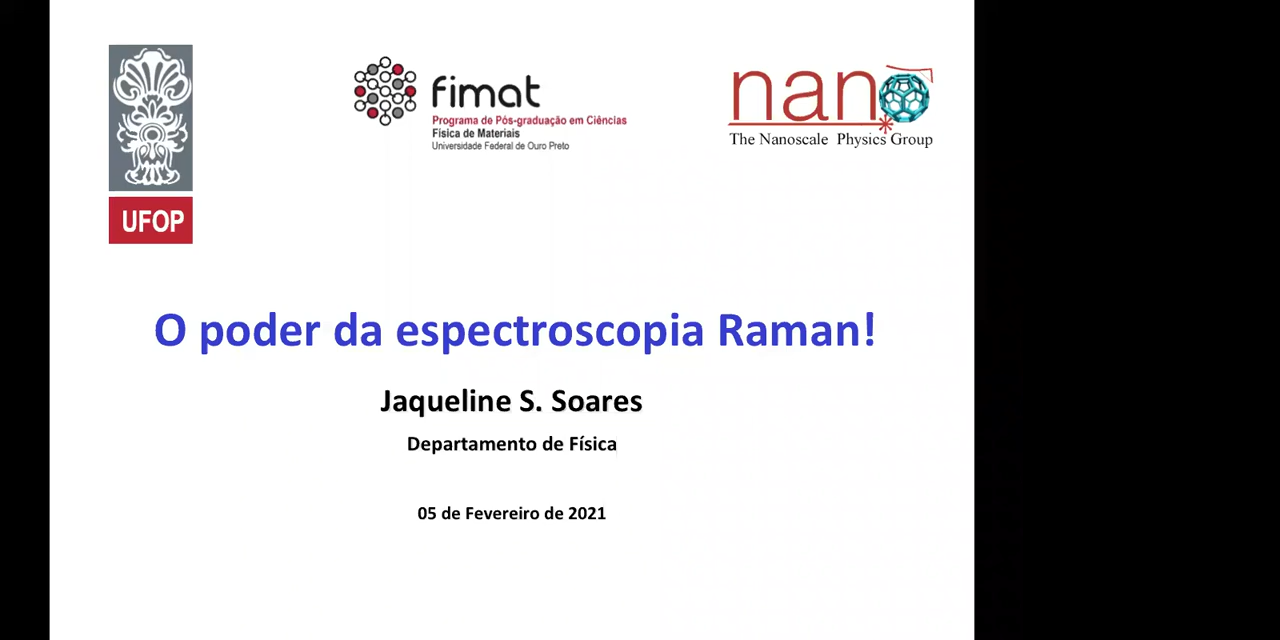 UFOP
fimat
Programa de Pós-graduação em Ciências
Física de Materiais
Universidade Federal de Ouro Preto
nano
The Nanoscale Physics Group
O poder da espectroscopia Raman!
Jaqueline S. Soares
Departamento de Física
05 de Fevereiro de 2021